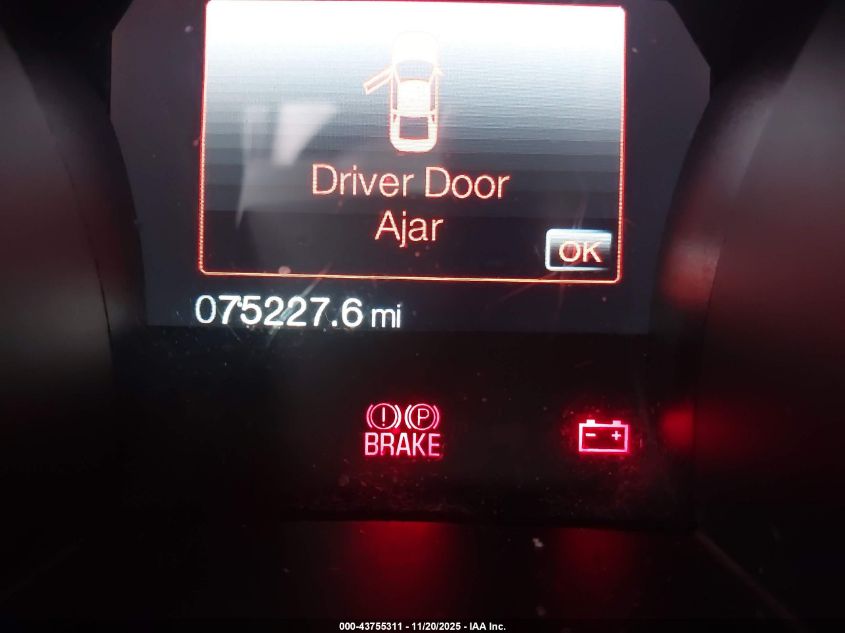 Driver Door
Ajar
OK
075227.6 mi
! P
BRAKE
- +
000-43755311 - 11/20/2025 - IAA Inc.